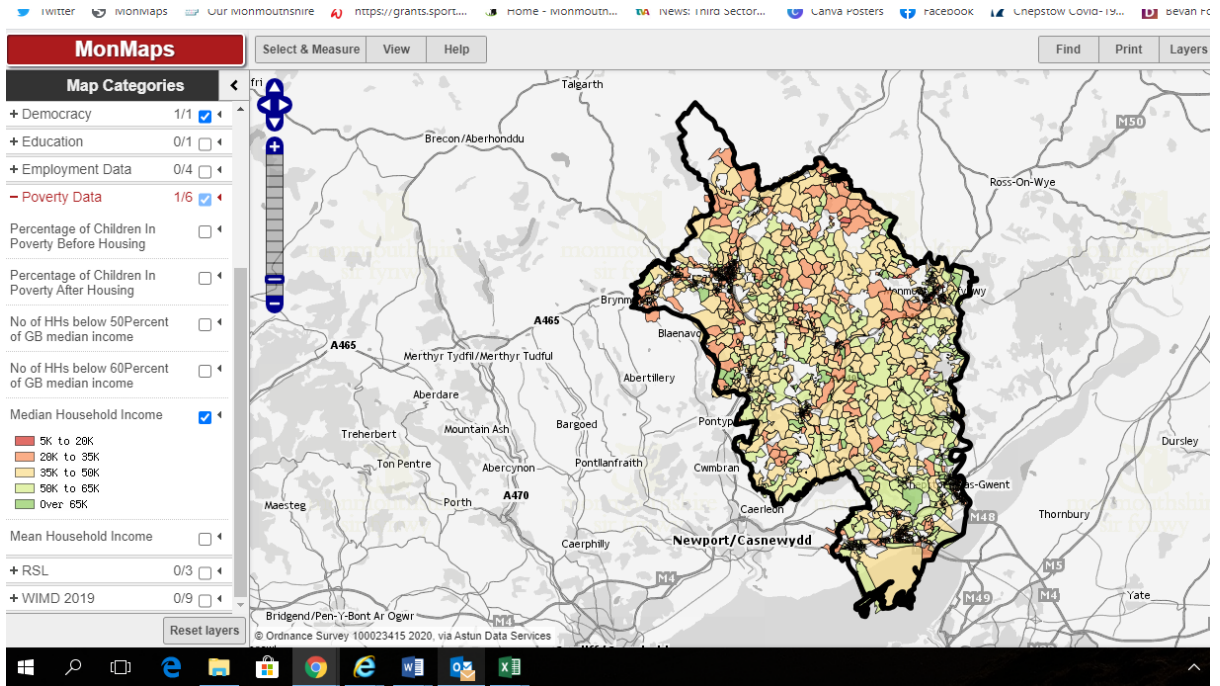 Twitter
MonMaps
Our Monmouthshire
https://grants.sport....
Home - Monmouth...
News: Third Sector...
Canva Posters
Facebook
Chepstow Covid-19...
Bevan Fo
MonMaps
Select & Measure
View
Help
Find
Print
Layers
Map Categories
+ Democracy 1/1
+ Education 0/1
+ Employment Data 0/4
− Poverty Data 1/6
Percentage of Children In
Poverty Before Housing
Percentage of Children In
Poverty After Housing
No of HHs below 50Percent
of GB median income
No of HHs below 60Percent
of GB median income
Median Household Income
5K to 20K
20K to 35K
35K to 50K
50K to 65K
Over 65K
Mean Household Income
+ RSL 0/3
+ WIMD 2019 0/9
Reset layers
fri
Talgarth
Brecon/Aberhonddu
M50
Ross-On-Wye
A465
A465
Blaenavo
Merthyr Tydfil/Merthyr Tudful
Abertillery
Aberdare
Treherbert
Mountain Ash
Bargoed
Pontyp
Dursley
Ton Pentre
Abercynon
Pontllanfraith
Cwmbran
Maesteg
Porth
A470
as-Gwent
Caerleon
M48
Thornbury
Caerphilly
Newport/Casnewydd
M4
M5
M49
M4
Yate
Bridgend/Pen-Y-Bont Ar Ogwr
M4
© Ordnance Survey 100023415 2020, via Astun Data Services